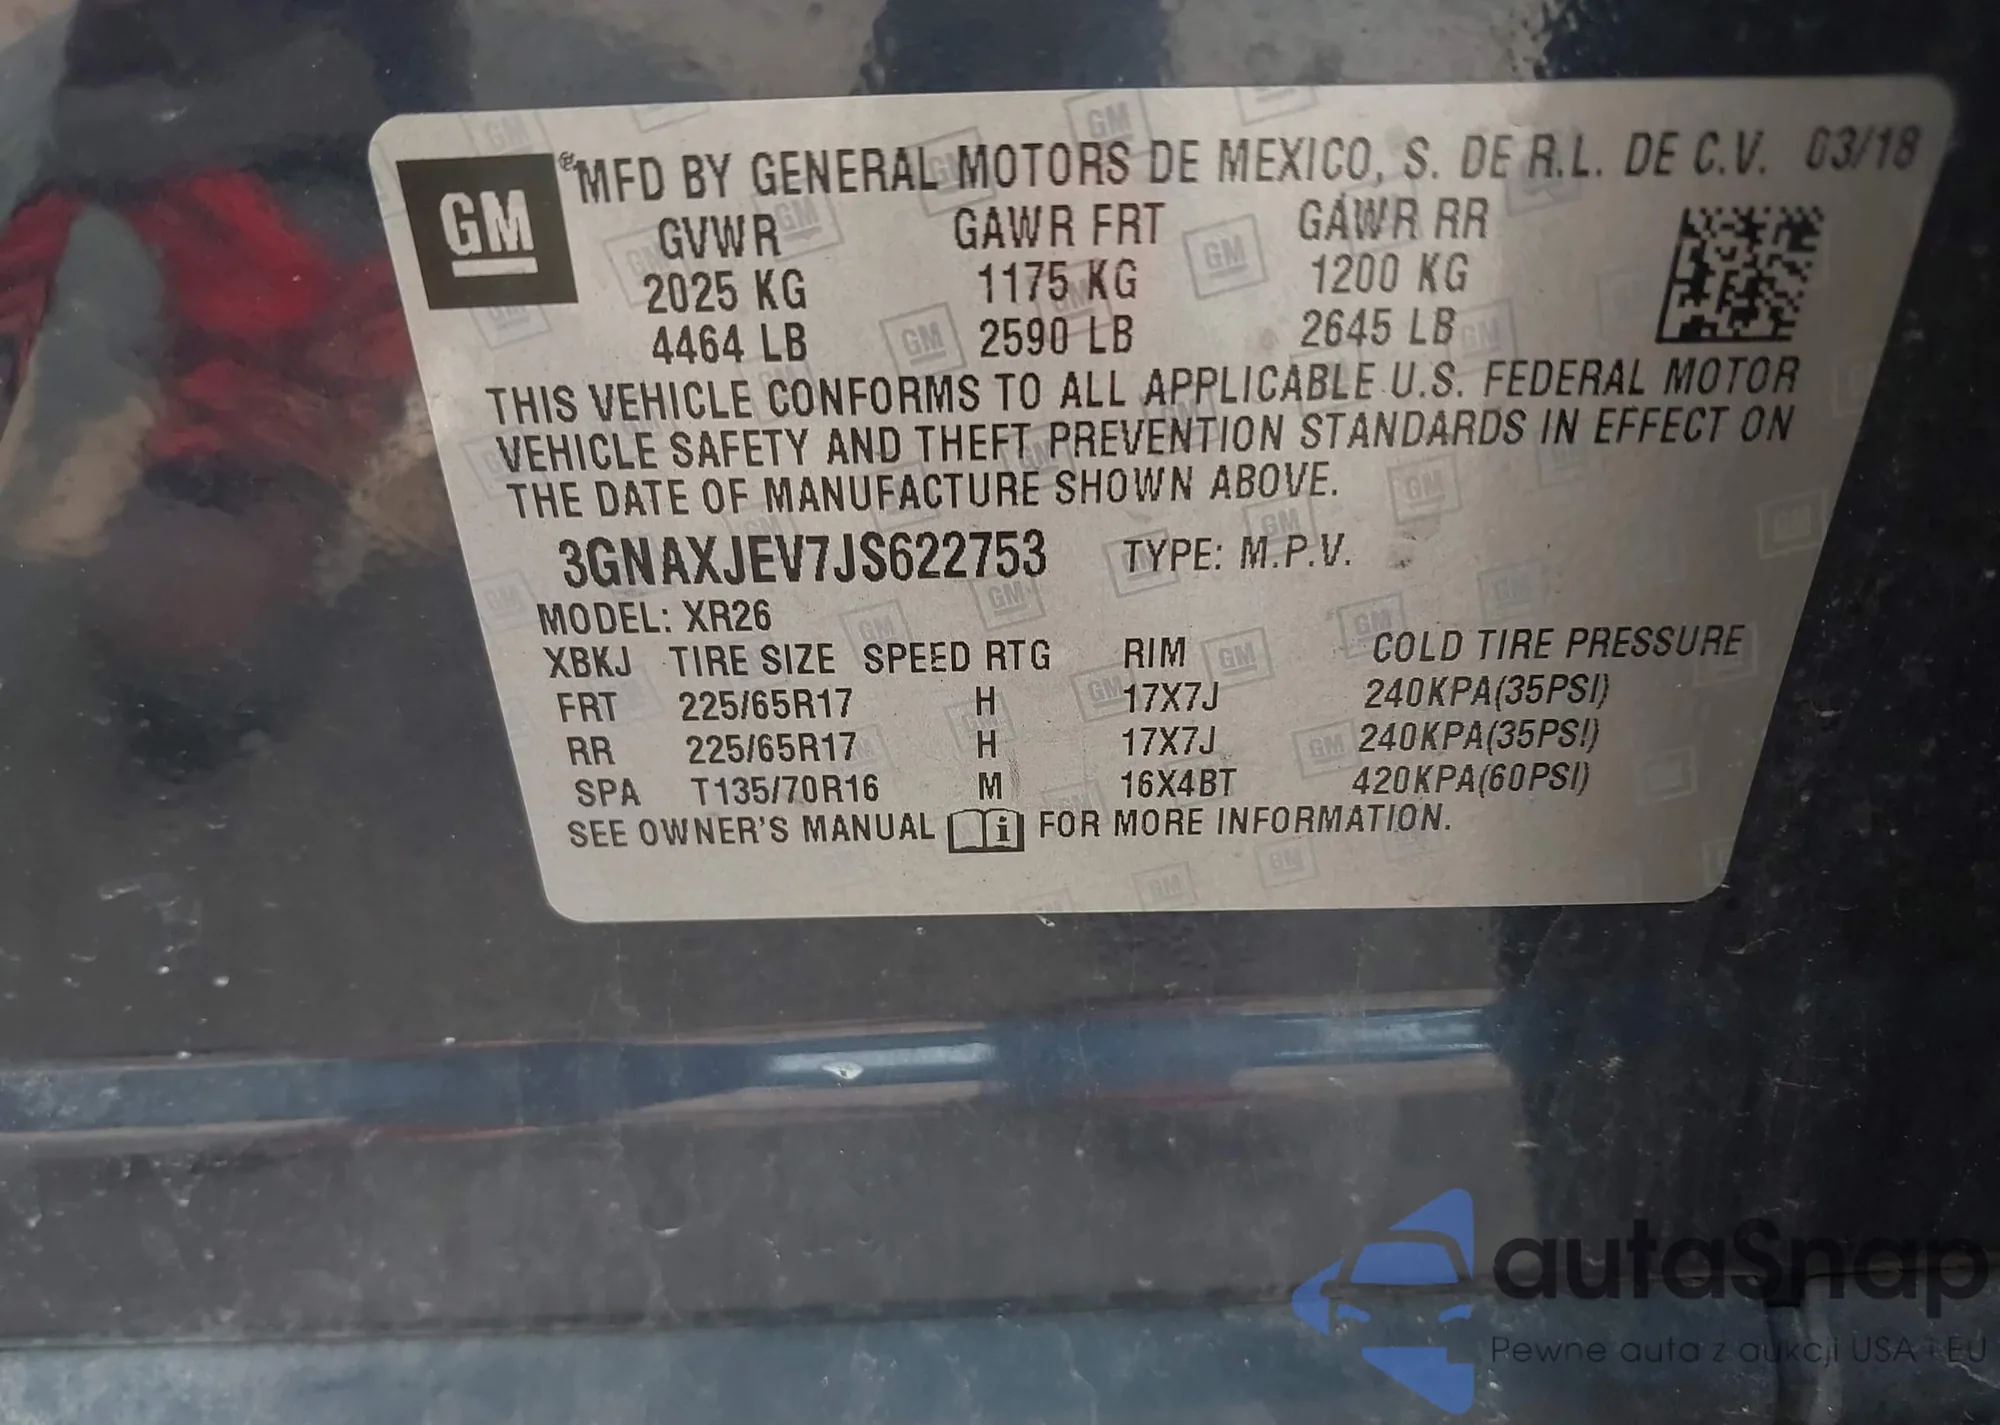 GM
® MFD BY GENERAL MOTORS DE MEXICO, S. DE R.L. DE C.V. 03/18
GVWR GAWR FRT GAWR RR
2025 KG 1175 KG 1200 KG
4464 LB 2590 LB 2645 LB
THIS VEHICLE CONFORMS TO ALL APPLICABLE U.S. FEDERAL MOTOR
VEHICLE SAFETY AND THEFT PREVENTION STANDARDS IN EFFECT ON
THE DATE OF MANUFACTURE SHOWN ABOVE.
3GNAXJEV7JS622753 TYPE: M.P.V.
MODEL: XR26
XBKJ TIRE SIZE SPEED RTG RIM COLD TIRE PRESSURE
FRT 225/65R17 H 17X7J 240KPA(35PSI)
RR 225/65R17 H 17X7J 240KPA(35PSI)
SPA T135/70R16 M 16X4BT 420KPA(60PSI)
SEE OWNER'S MANUAL i FOR MORE INFORMATION.
autaSnap
Pewne auta z aukcji USA i EU